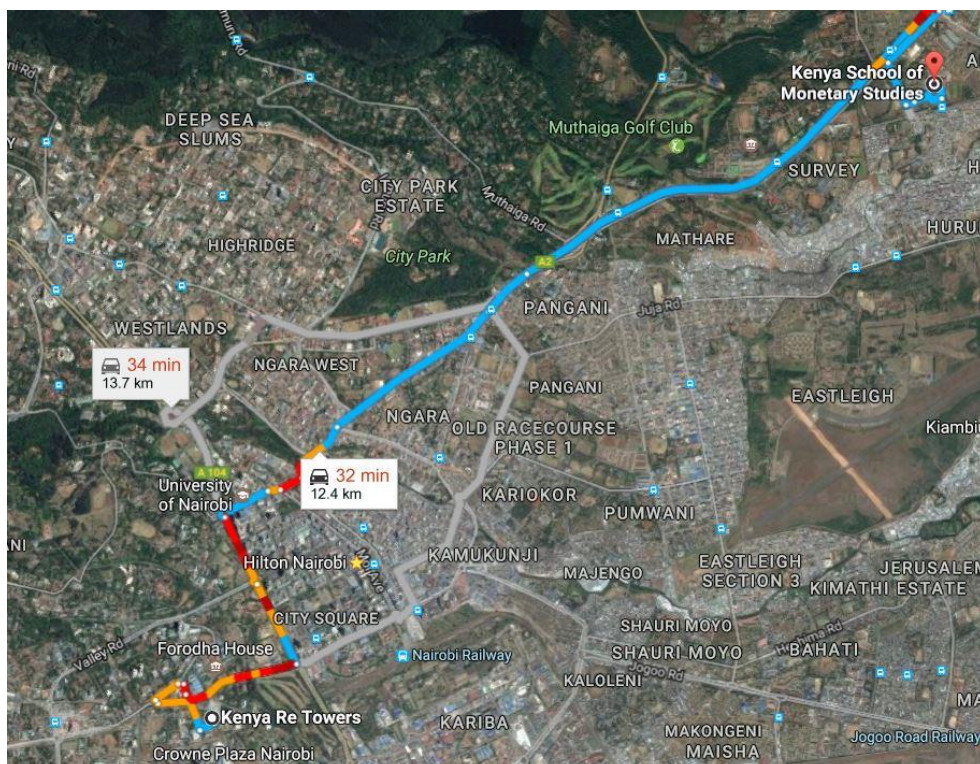 Kenya School of
Monetary Studies
DEEP SEA
SLUMS
Muthaiga Golf Club
SURVEY
CITY PARK
ESTATE
Muthaiga Rd
HIGHRIDGE
City Park
MATHARE
HURU
A2
PANGANI
Juja Rd
WESTLANDS
34 min
13.7 km
NGARA WEST
PANGANI
EASTLEIGH
NGARA
OLD RACECOURSE
PHASE 1
Kiambiu
A 104
32 min
12.4 km
University
of Nairobi
KARIOKOR
PUMWANI
Hilton Nairobi
Moi Ave
KAMUKUNJI
MAJENGO
EASTLEIGH
SECTION 3
JERUSALEM
KIMATHI ESTATE
CITY SQUARE
SHAURI MOYO
Valley Rd
Forodha House
Nairobi Railway
SHAURI MOYO
BAHATI
Jogoo Rd
KALOLENI
Kenya Re Towers
KARIBA
MAKONGENI
MAISHA
Jogoo Road Railway
Crowne Plaza Nairobi